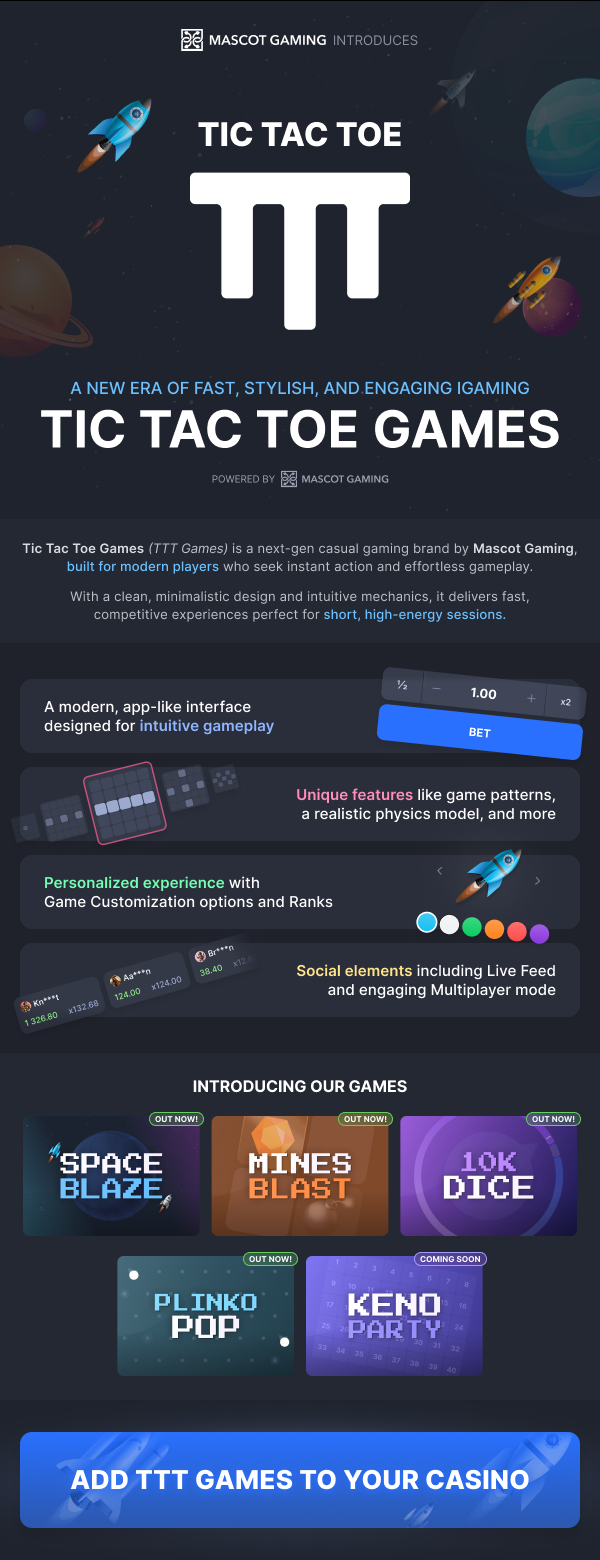 MASCOT GAMING INTRODUCES
TIC TAC TOE
TTT
A NEW ERA OF FAST, STYLISH, AND ENGAGING IGAMING
TIC TAC TOE GAMES
POWERED BY MASCOT GAMING
Tic Tac Toe Games (TTT Games) is a next-gen casual gaming brand by Mascot Gaming,
built for modern players who seek instant action and effortless gameplay.
With a clean, minimalistic design and intuitive mechanics, it delivers fast,
competitive experiences perfect for short, high-energy sessions.
A modern, app-like interface
designed for intuitive gameplay
½ − 1.00 + x2
BET
Unique features like game patterns,
a realistic physics model, and more
Personalized experience with
Game Customization options and Ranks
Kn***t
1 326.80 x132.68
Aa***n
124.00 x124.00
Br***n
38.40
Social elements including Live Feed
and engaging Multiplayer mode
INTRODUCING OUR GAMES
OUT NOW!
SPACE
BLAZE
OUT NOW!
MINES
BLAST
OUT NOW!
10K
DICE
OUT NOW!
PLINKO
POP
COMING SOON
KENO
PARTY
ADD TTT GAMES TO YOUR CASINO